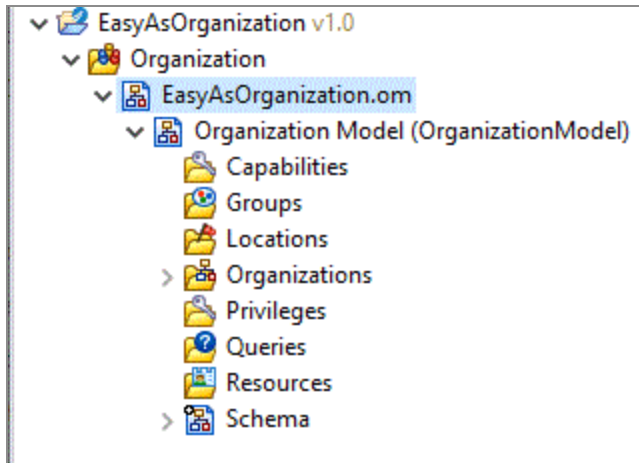 EasyAsOrganization v1.0
Organization
EasyAsOrganization.om
Organization Model (OrganizationModel)
Capabilities
Groups
Locations
Organizations
Privileges
Queries
Resources
Schema